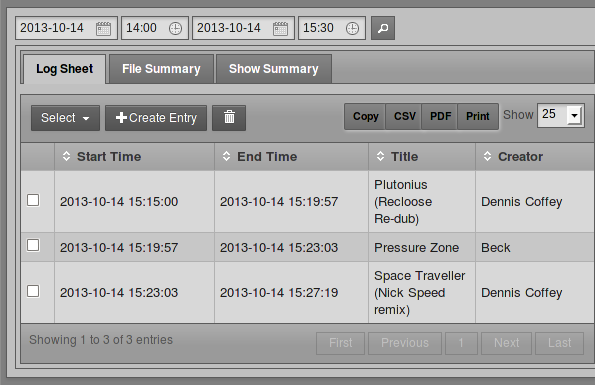 2013-10-14 14:00 2013-10-14 15:30
Log Sheet File Summary Show Summary
Select Create Entry Copy CSV PDF Print Show 25
Start Time End Time Title Creator
2013-10-14 15:15:00 2013-10-14 15:19:57 Plutonius (Recloose Re-dub) Dennis Coffey
2013-10-14 15:19:57 2013-10-14 15:23:03 Pressure Zone Beck
2013-10-14 15:23:03 2013-10-14 15:27:19 Space Traveller (Nick Speed remix) Dennis Coffey
Showing 1 to 3 of 3 entries First Previous 1 Next Last